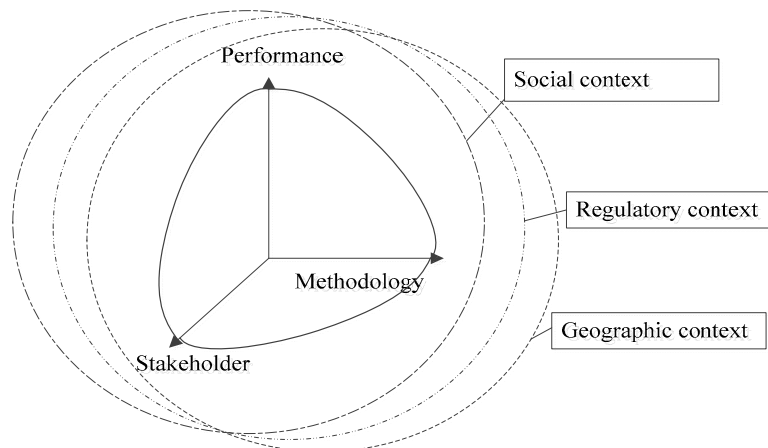 Performance
Social context
Regulatory context
Methodology
Geographic context
Stakeholder